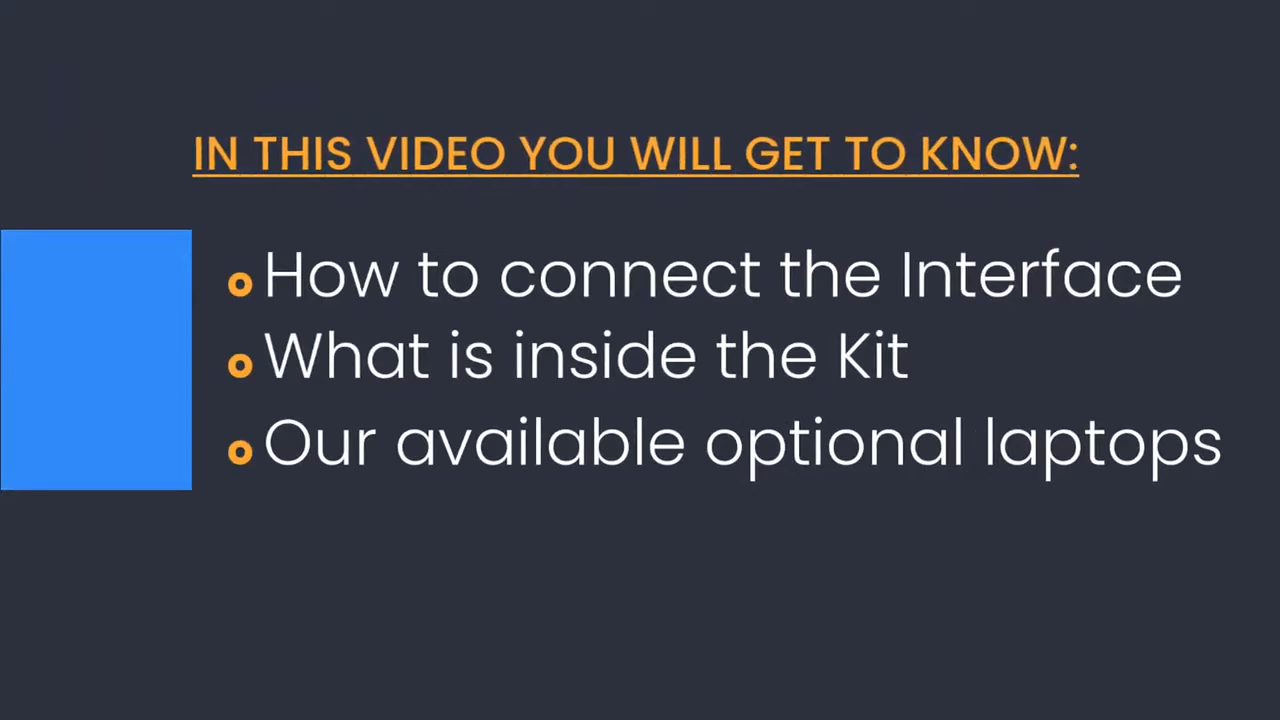 IN THIS VIDEO YOU WILL GET TO KNOW:
How to connect the Interface
What is inside the Kit
Our available optional laptops